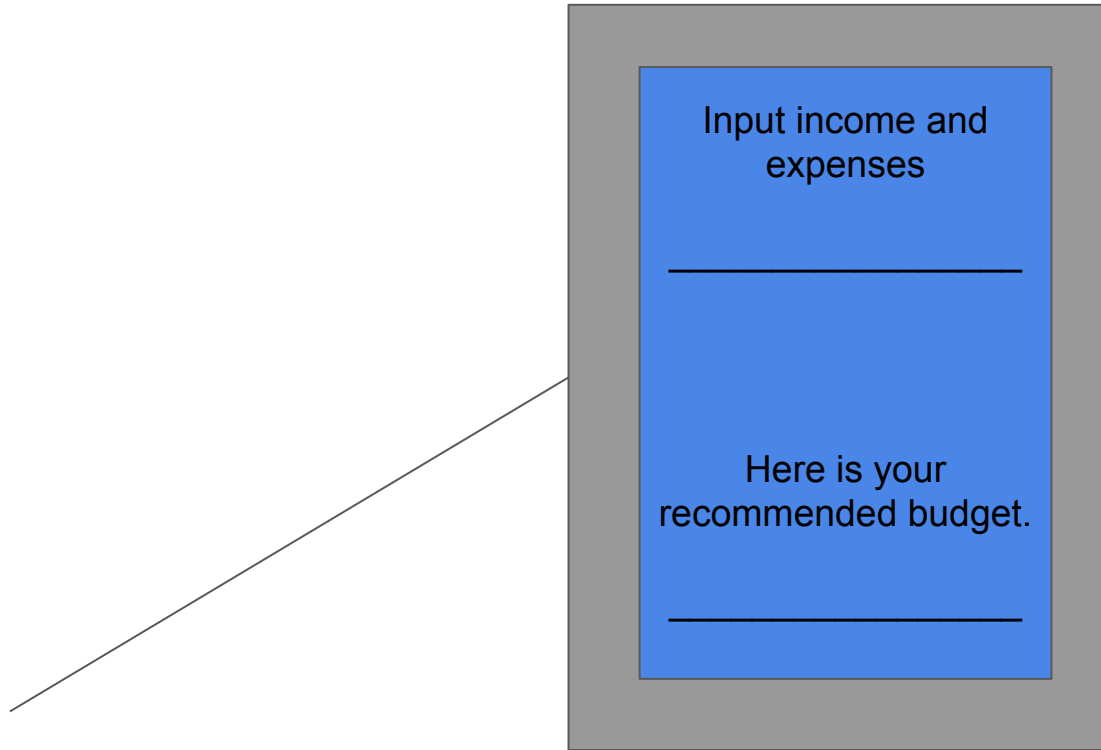 Input income and
expenses
Here is your
recommended budget.